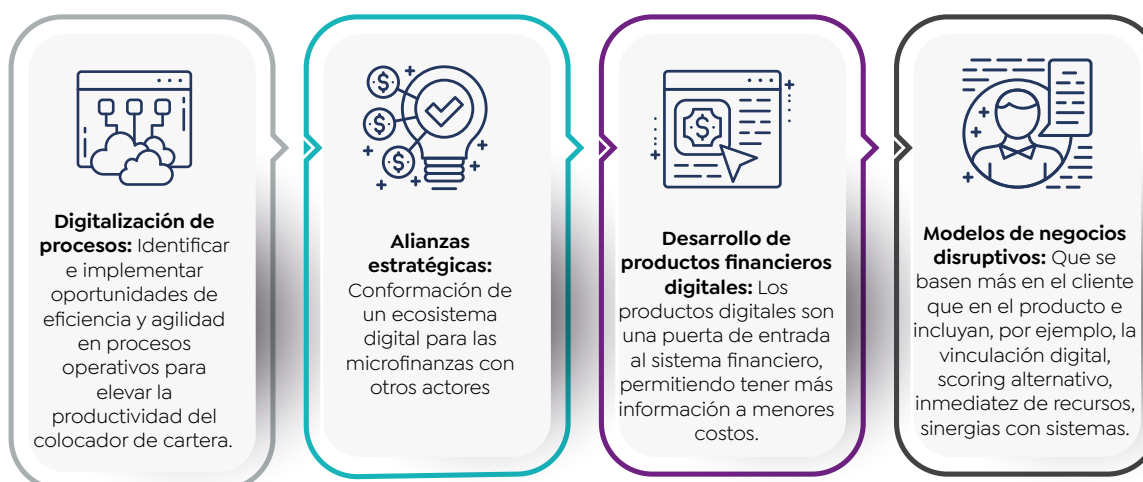 Digitalización de
procesos: Identificar
e implementar
oportunidades de
eficiencia y agilidad
en procesos
operativos para
elevar la
productividad del
colocador de cartera.
Alianzas
estratégicas:
Conformación de
un ecosistema
digital para las
microfinanzas con
otros actores
Desarrollo de
productos financieros
digitales: Los
productos digitales son
una puerta de entrada
al sistema financiero,
permitiendo tener más
información a menores
costos.
Modelos de negocios
disruptivos: Que se
basen más en el cliente
que en el producto e
incluyan, por ejemplo, la
vinculación digital,
scoring alternativo,
inmediatez de recursos,
sinergias con sistemas.